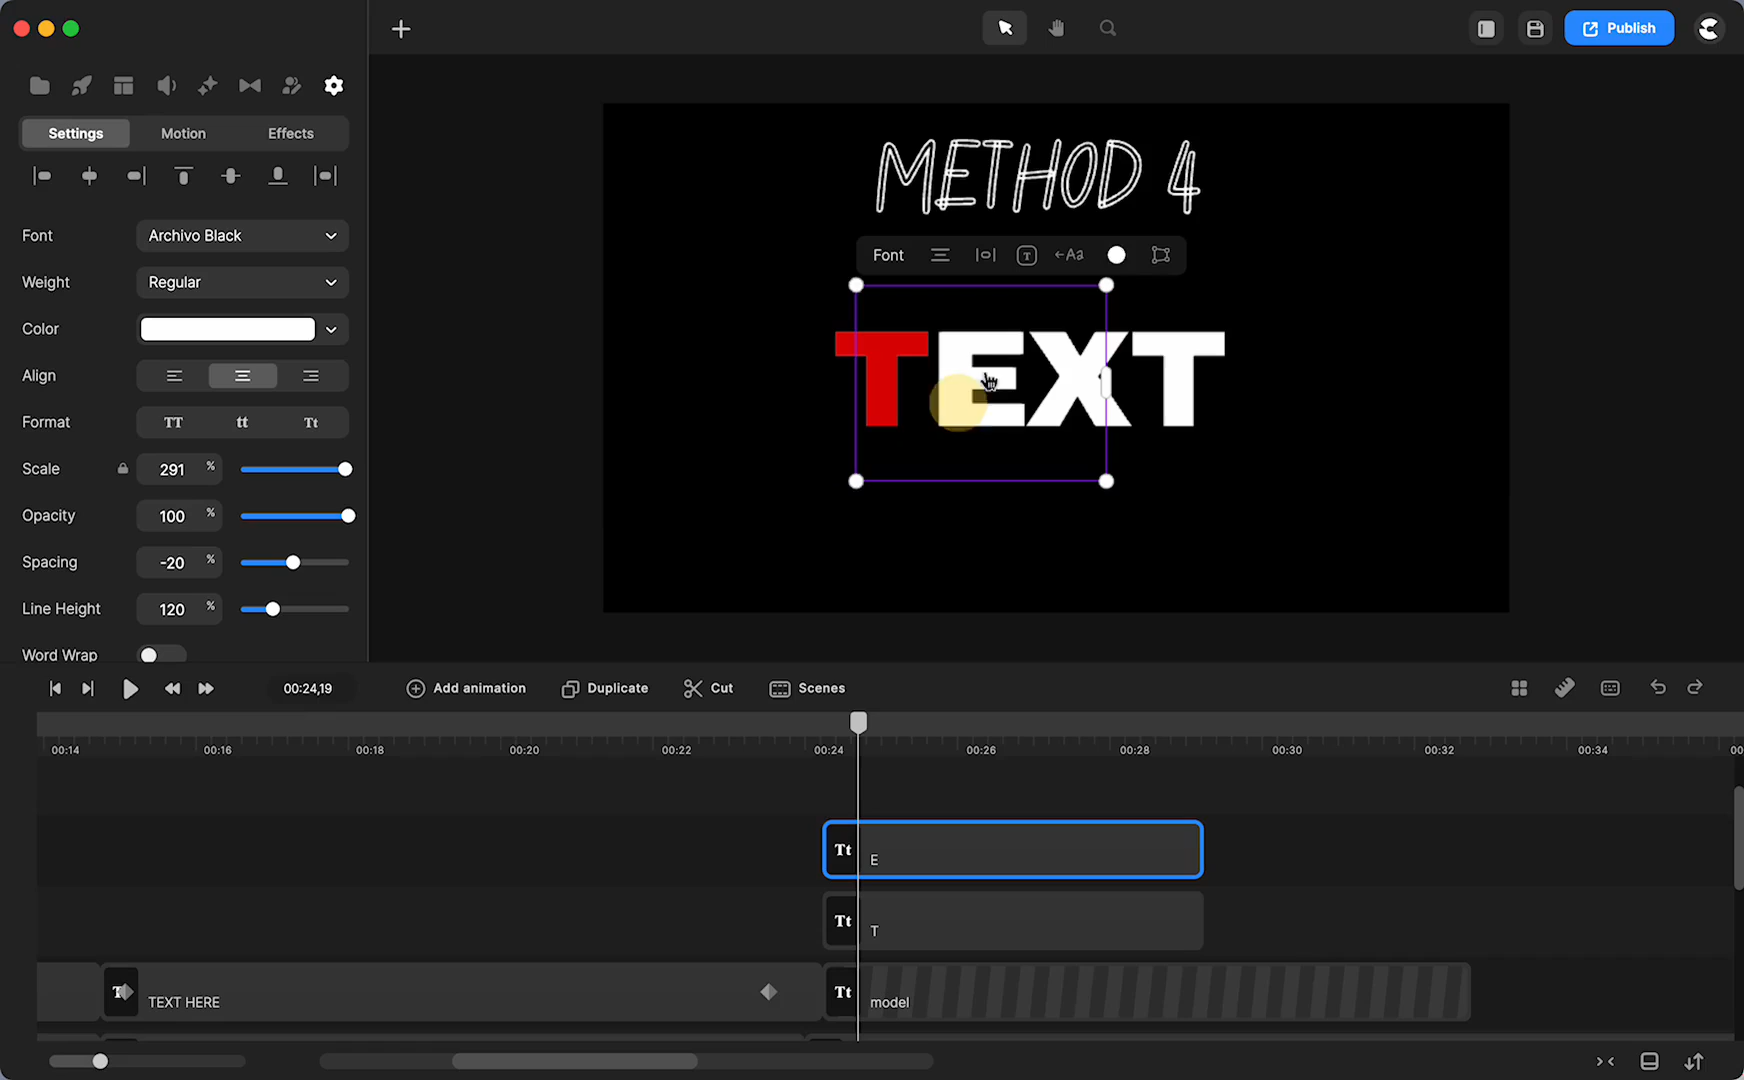 Publish
Settings Motion Effects
METHOD 4
Font Archivo Black
Font T ←Aa
Weight Regular
Color
TEXT
Align
Format TT tt Tt
Scale 291 %
Opacity 100 %
Spacing -20 %
Line Height 120 %
Word Wrap
00:24,19 Add animation Duplicate Cut Scenes
00:14 00:16 00:18 00:20 00:22 00:24 00:26 00:28 00:30 00:32 00:34 00
Tt E
Tt T
TEXT HERE Tt model